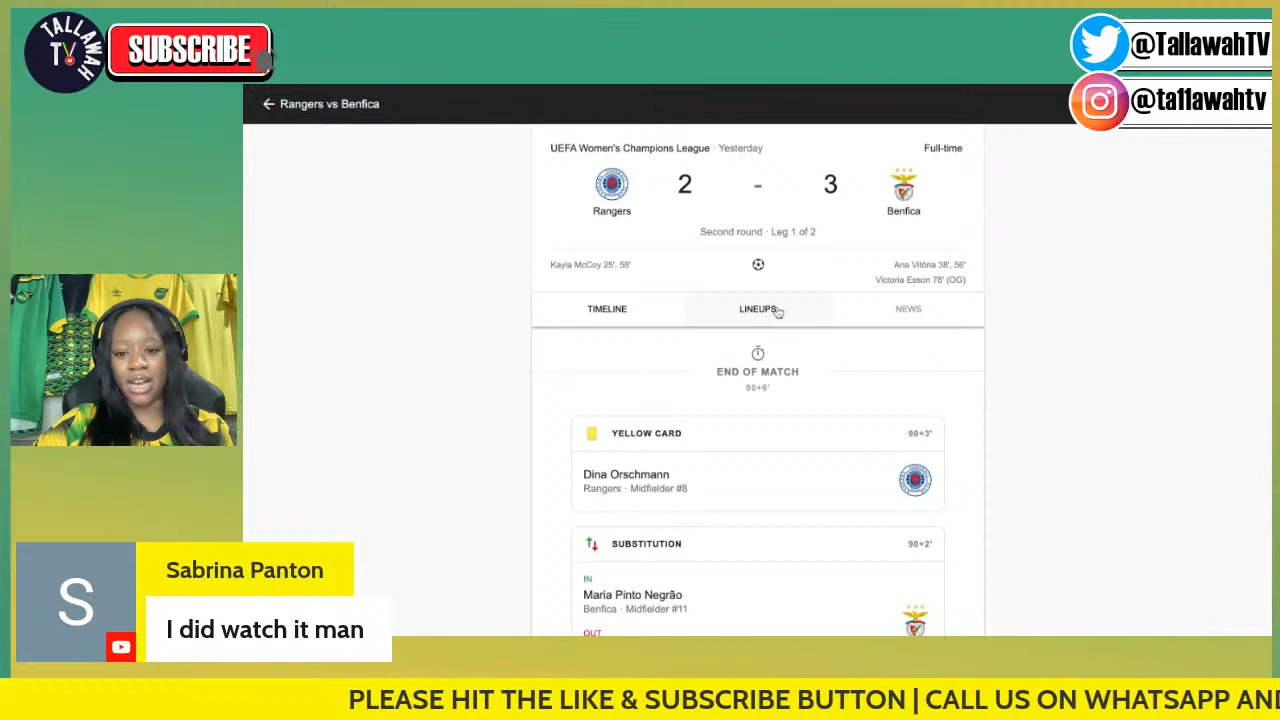 TALLAWAH
TV
SUBSCRIBE
@TallawahTV
@ta11awahtv
← Rangers vs Benfica
UEFA Women's Champions League · Yesterday
Full-time
2 - 3
Rangers
Benfica
Second round · Leg 1 of 2
Kayla McCoy 25', 58'
Ana Vitória 38', 56'
Victoria Esson 78' (OG)
TIMELINE
LINEUPS
NEWS
END OF MATCH
90+6'
YELLOW CARD
90+3'
Dina Orschmann
Rangers · Midfielder #8
SUBSTITUTION
90+2'
IN
Maria Pinto Negrão
Benfica · Midfielder #11
OUT
S
Sabrina Panton
I did watch it man
PLEASE HIT THE LIKE & SUBSCRIBE BUTTON | CALL US ON WHATSAPP AND